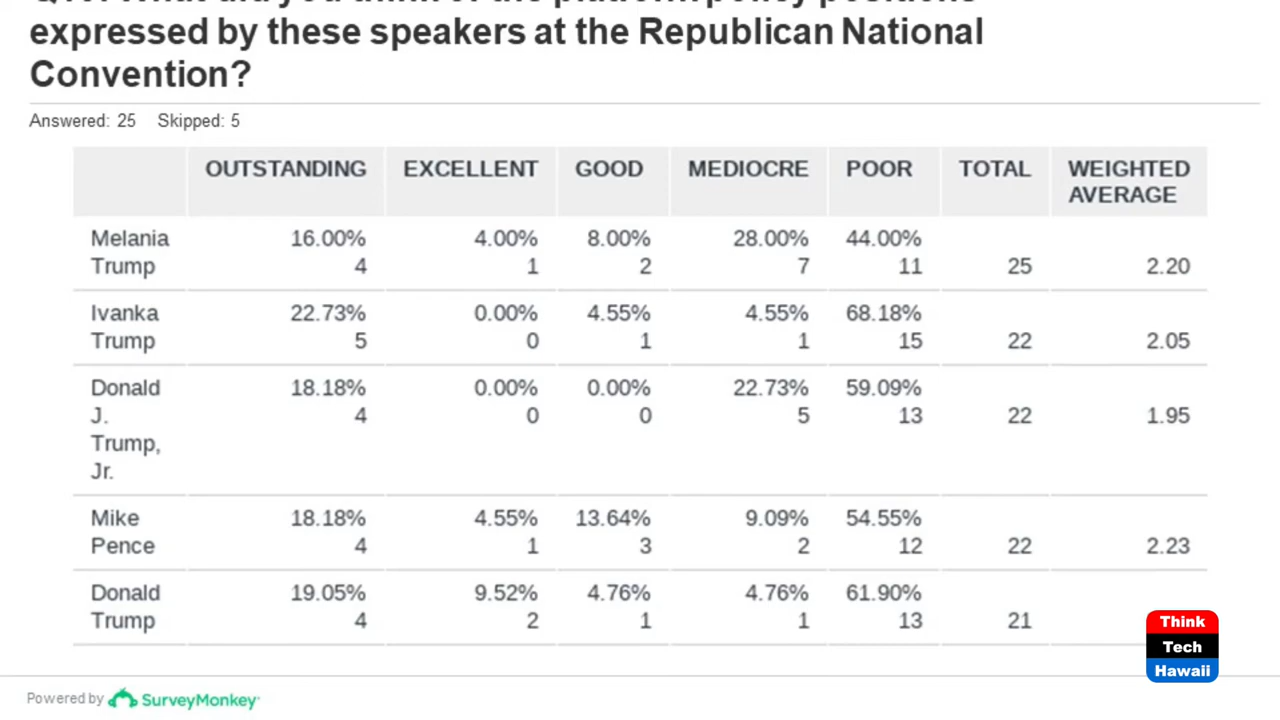 expressed by these speakers at the Republican National
Convention?
Answered: 25 Skipped: 5
OUTSTANDING EXCELLENT GOOD MEDIOCRE POOR TOTAL WEIGHTED
AVERAGE
Melania 16.00% 4.00% 8.00% 28.00% 44.00%
Trump 4 1 2 7 11 25 2.20
Ivanka 22.73% 0.00% 4.55% 4.55% 68.18%
Trump 5 0 1 1 15 22 2.05
Donald 18.18% 0.00% 0.00% 22.73% 59.09%
J. 4 0 0 5 13 22 1.95
Trump,
Jr.
Mike 18.18% 4.55% 13.64% 9.09% 54.55%
Pence 4 1 3 2 12 22 2.23
Donald 19.05% 9.52% 4.76% 4.76% 61.90%
Trump 4 2 1 1 13 21
Think
Tech
Hawaii
Powered by SurveyMonkey